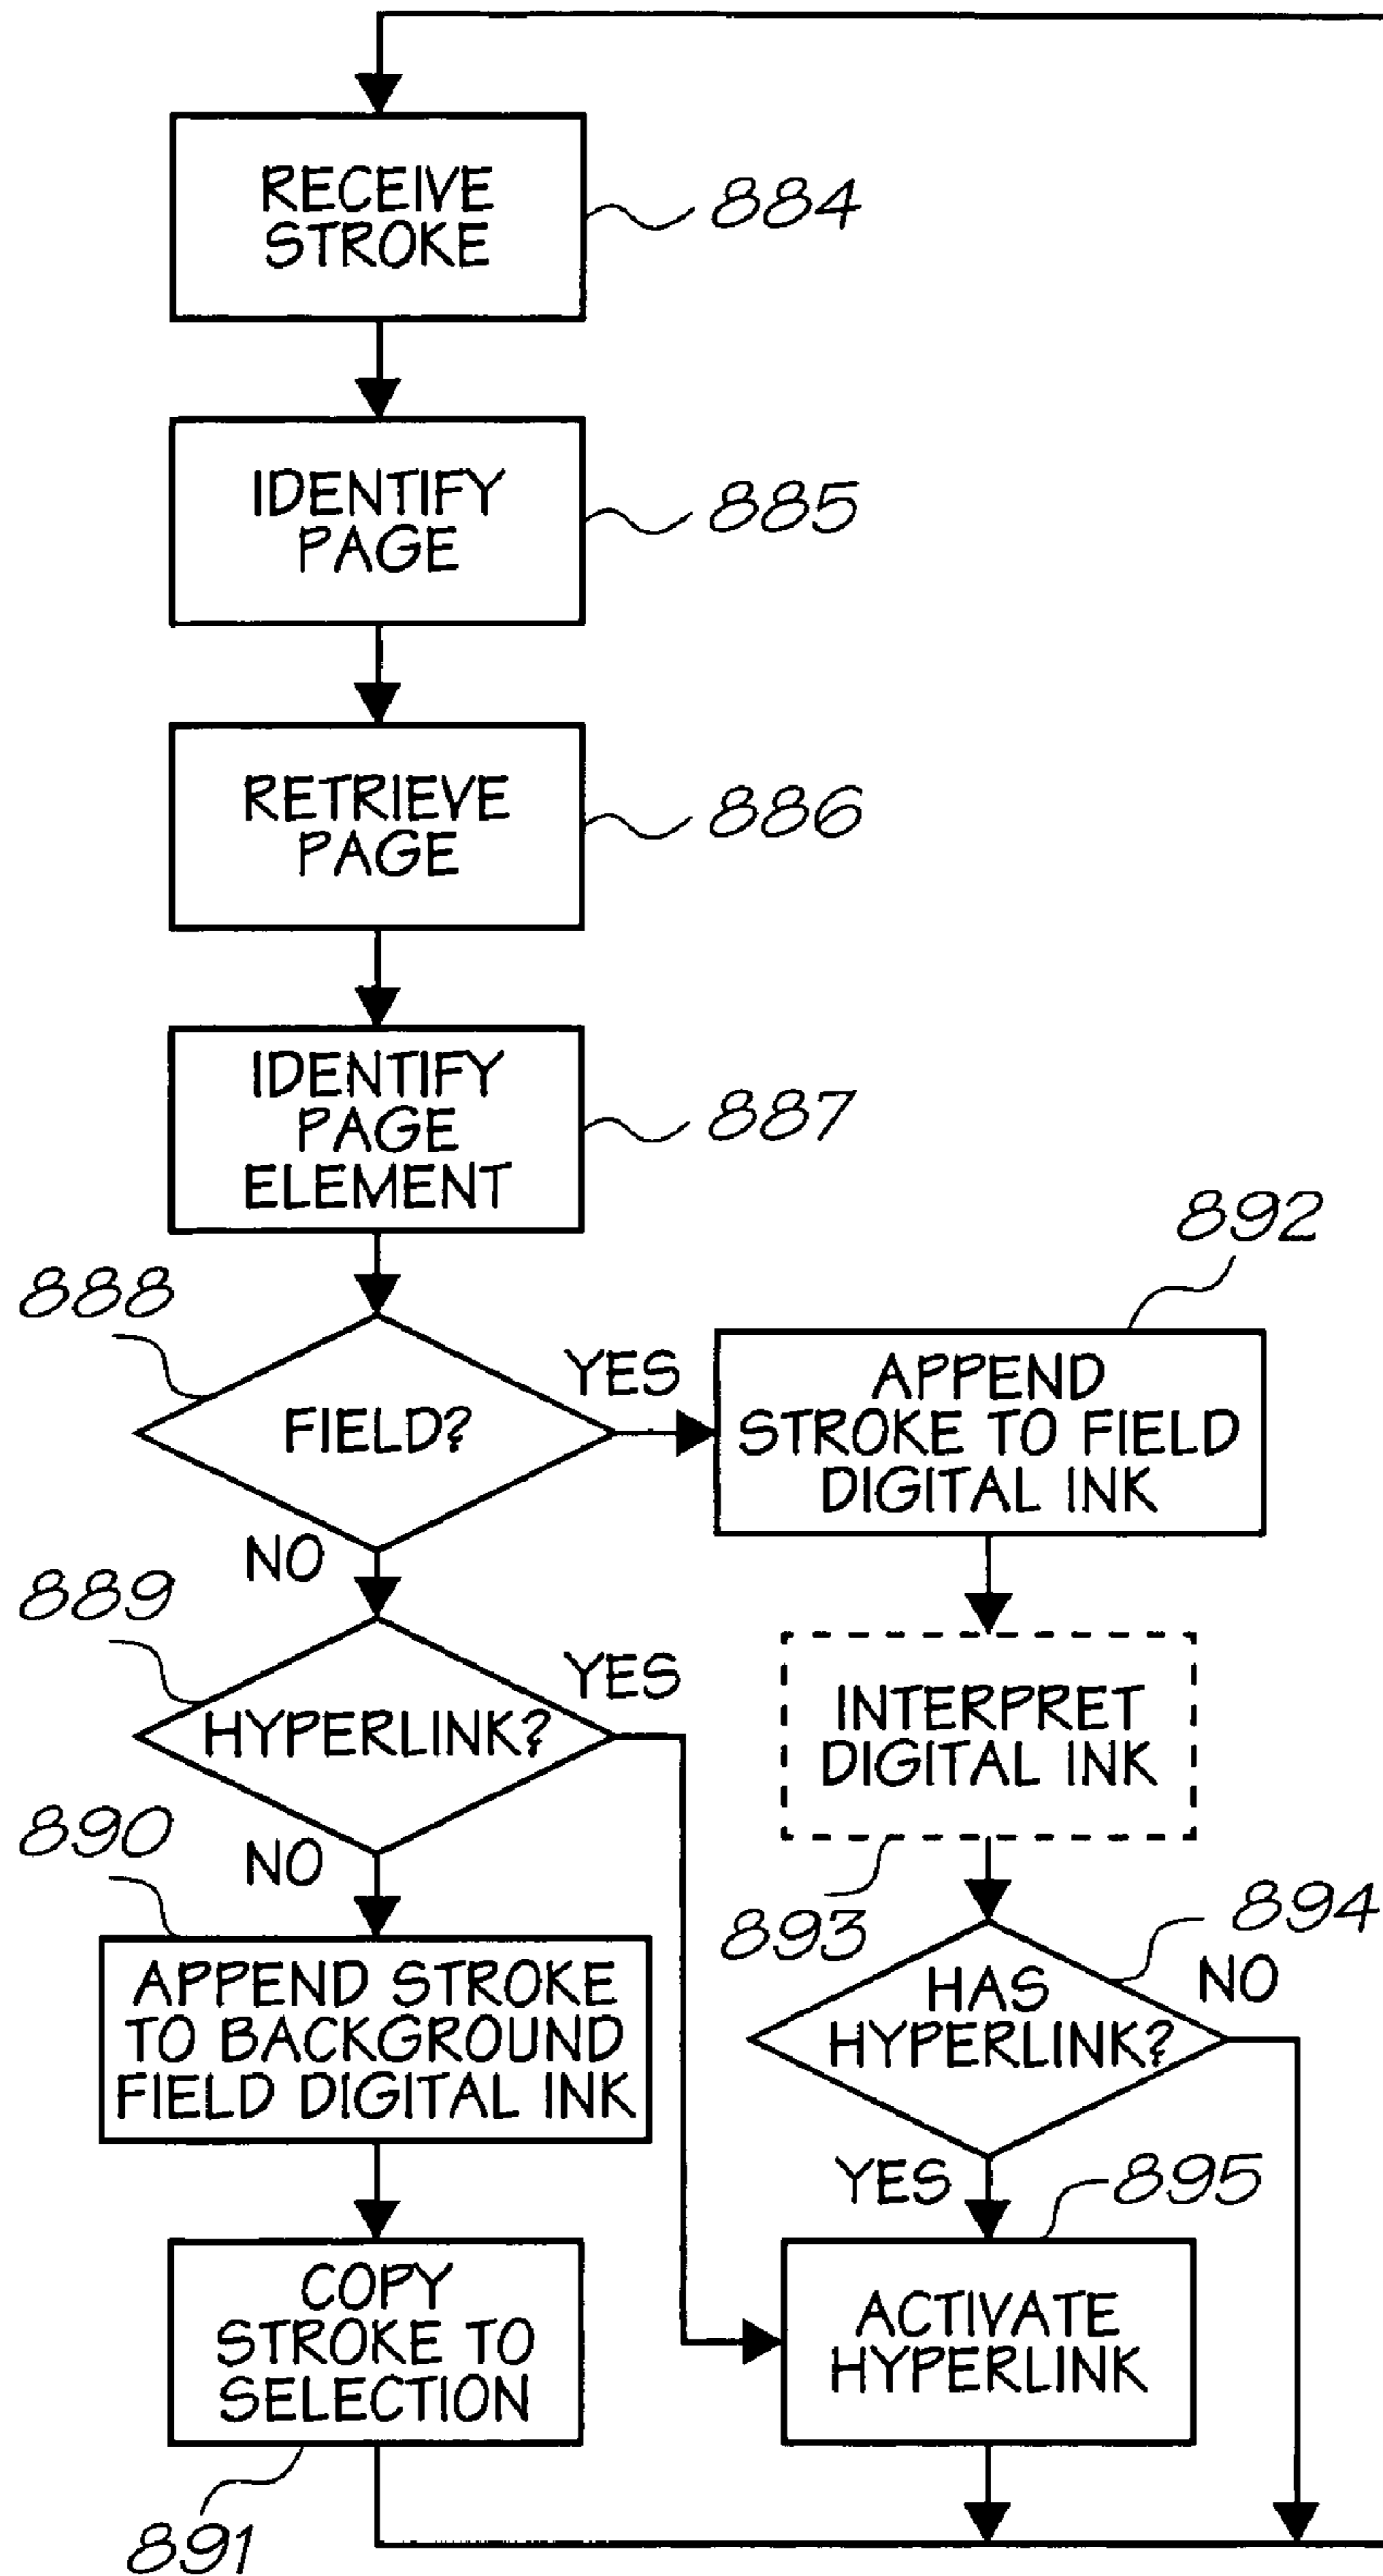 RECEIVE
STROKE
884
IDENTIFY
PAGE
885
RETRIEVE
PAGE
886
IDENTIFY
PAGE
ELEMENT
887
888
FIELD?
YES
NO
892
APPEND
STROKE TO FIELD
DIGITAL INK
889
HYPERLINK?
YES
NO
INTERPRET
DIGITAL INK
893
890
APPEND STROKE
TO BACKGROUND
FIELD DIGITAL INK
894
HAS
HYPERLINK?
NO
YES
895
COPY
STROKE TO
SELECTION
891
ACTIVATE
HYPERLINK